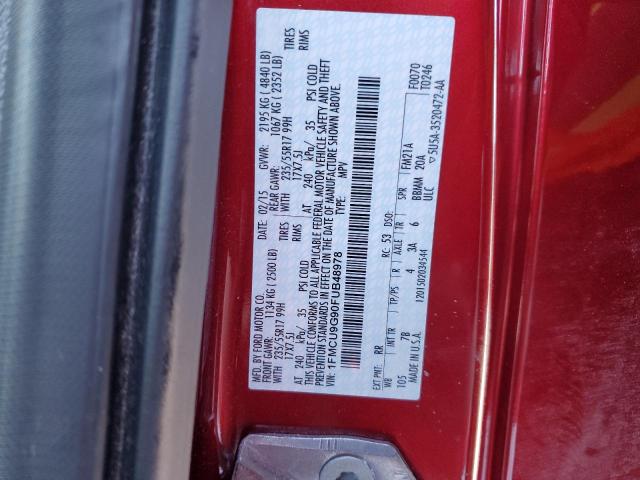 MFD. BY FORD MOTOR CO.
DATE: 02/15 GVWR: 2195 KG ( 4840 LB)
FRONT GAWR: 1134 KG ( 2500 LB) REAR GAWR: 1067 KG ( 2352 LB)
WITH 235/55R17 99H TIRES WITH 235/55R17 99H TIRES
17X7.5J RIMS 17X7.5J RIMS
AT 240 kPa/ 35 PSI COLD AT 240 kPa/ 35 PSI COLD
THIS VEHICLE CONFORMS TO ALL APPLICABLE FEDERAL MOTOR VEHICLE SAFETY AND THEFT
PREVENTION STANDARDS IN EFFECT ON THE DATE OF MANUFACTURE SHOWN ABOVE.
VIN: 1FMCU9G90FUB48978 TYPE: MPV
EXT PNT: RR RC: 53 DSO: F0070
WB INT TR TP/PS R AXLE TR SPR T0246
105 7B 4 3A 6 BBMM FM21A 20A
MADE IN U.S.A. ULC ▽5U5A-3520472-AA
1201502034544